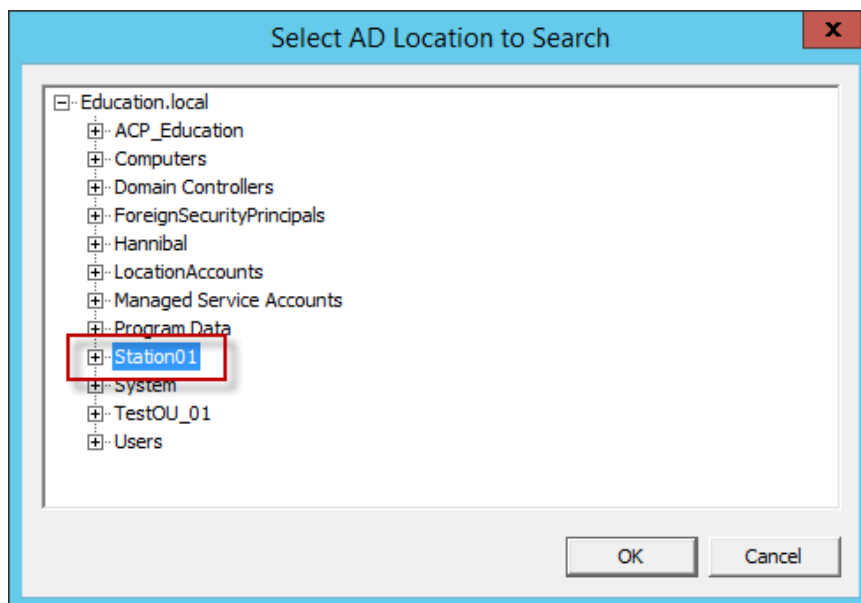 Select AD Location to Search
x
Education.local
ACP_Education
Computers
Domain Controllers
ForeignSecurityPrincipals
Hannibal
LocationAccounts
Managed Service Accounts
Program Data
Station01
System
TestOU_01
Users
OK
Cancel